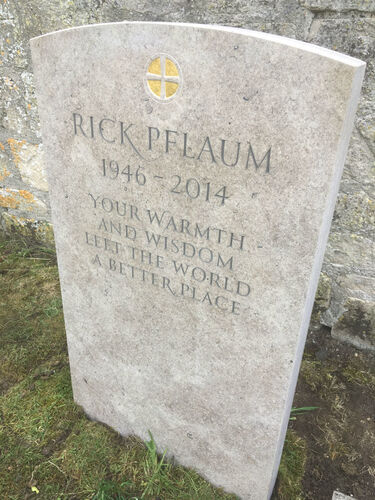 RICK PFLAUM
1946 - 2014
YOUR WARMTH
AND WISDOM
LEFT THE WORLD
A BETTER PLACE